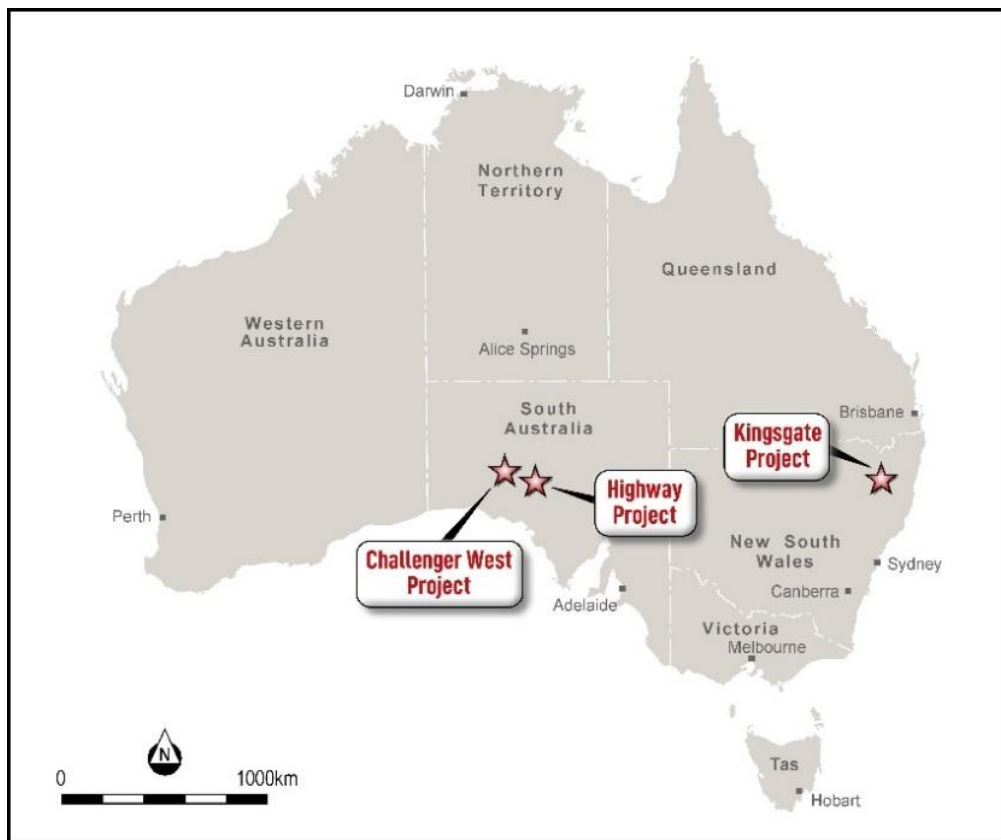 Darwin
Northern
Territory
Queensland
Western
Australia
Alice Springs
South
Australia
Brisbane
Kingsgate
Project
Highway
Project
Perth
Challenger West
Project
New South
Wales
Sydney
Canberra
Adelaide
Victoria
Melbourne
N
0 1000km
Tas
Hobart